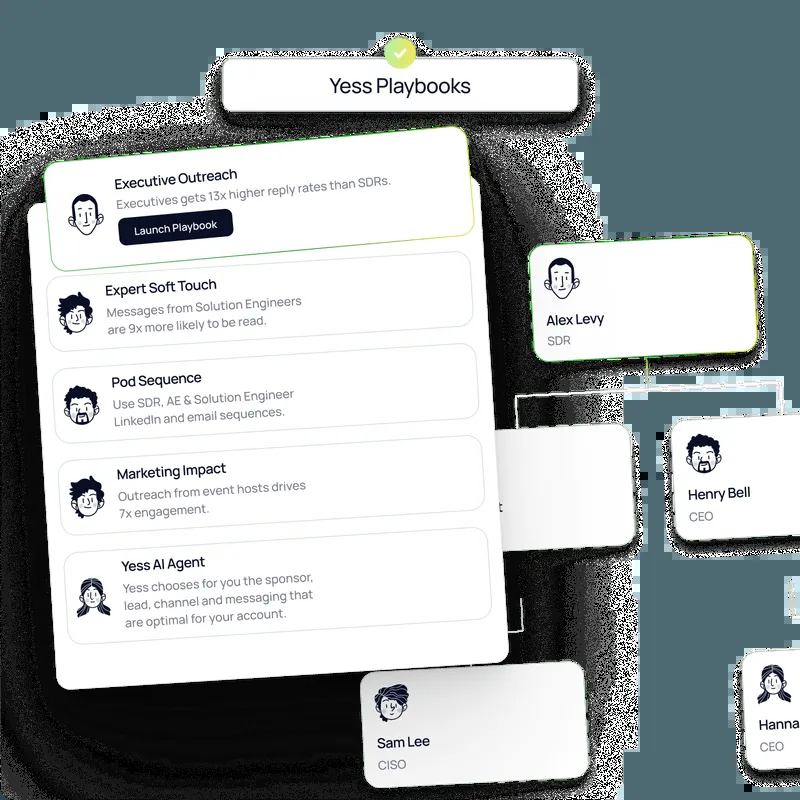 Yess Playbooks
Executive Outreach
Executives gets 13x higher reply rates than SDRs.
Launch Playbook
Expert Soft Touch
Messages from Solution Engineers
are 9x more likely to be read.
Pod Sequence
Use SDR, AE & Solution Engineer
LinkedIn and email sequences.
Marketing Impact
Outreach from event hosts drives
7x engagement.
Yess AI Agent
Yess chooses for you the sponsor,
lead, channel and messaging that
are optimal for your account.
Alex Levy
SDR
Henry Bell
CEO
Sam Lee
CISO
Hanna
CEO